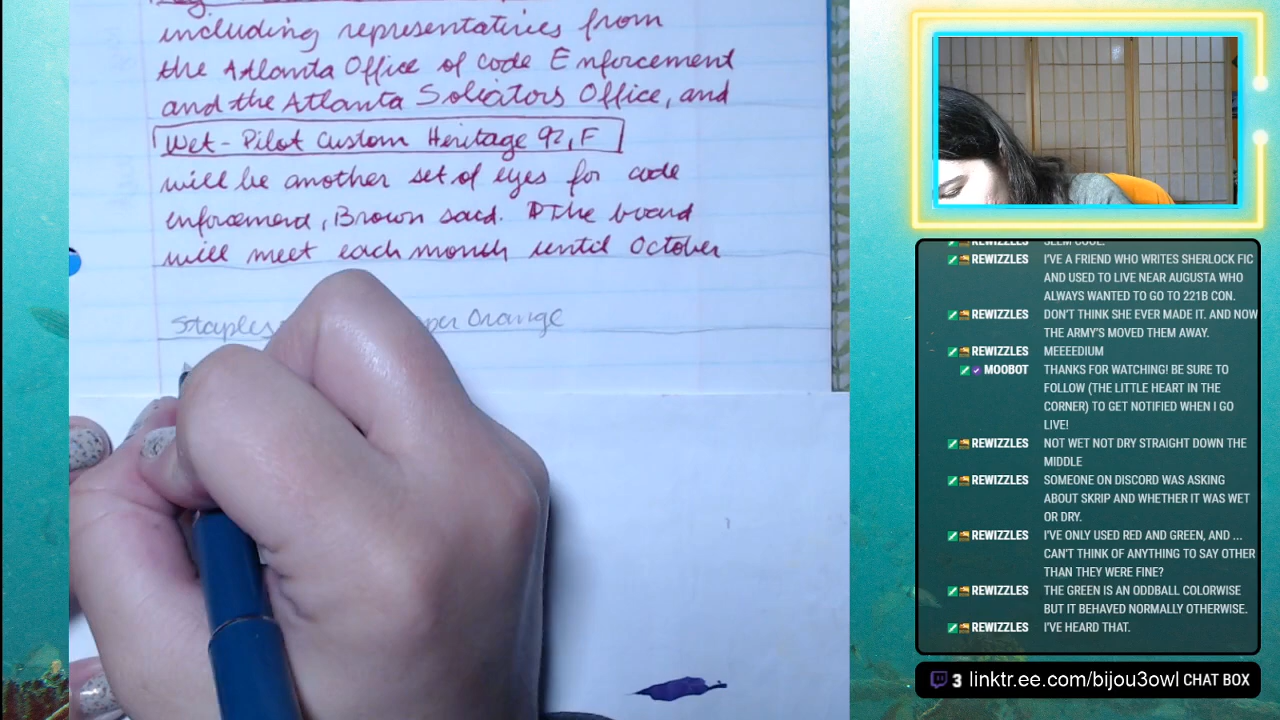 including representatives from
the Atlanta Office of Code Enforcement
and the Atlanta Solicitors Office, and
Wet - Pilot Custom Heritage 92, F
will be another set of eyes for code
enforcement, Brown said. The board
will meet each month until October
Staples per Orange
REWIZZLES SEEM COOL.
REWIZZLES I'VE A FRIEND WHO WRITES SHERLOCK FIC
AND USED TO LIVE NEAR AUGUSTA WHO
ALWAYS WANTED TO GO TO 221B CON.
REWIZZLES DON'T THINK SHE EVER MADE IT. AND NOW
THE ARMY'S MOVED THEM AWAY.
REWIZZLES MEEEEDIUM
MOOBOT THANKS FOR WATCHING! BE SURE TO
FOLLOW (THE LITTLE HEART IN THE
CORNER) TO GET NOTIFIED WHEN I GO
LIVE!
REWIZZLES NOT WET NOT DRY STRAIGHT DOWN THE
MIDDLE
REWIZZLES SOMEONE ON DISCORD WAS ASKING
ABOUT SKRIP AND WHETHER IT WAS WET
OR DRY.
REWIZZLES I'VE ONLY USED RED AND GREEN, AND ...
CAN'T THINK OF ANYTHING TO SAY OTHER
THAN THEY WERE FINE?
REWIZZLES THE GREEN IS AN ODDBALL COLORWISE
BUT IT BEHAVED NORMALLY OTHERWISE.
REWIZZLES I'VE HEARD THAT.
3 linktr.ee.com/bijou3owl CHAT BOX